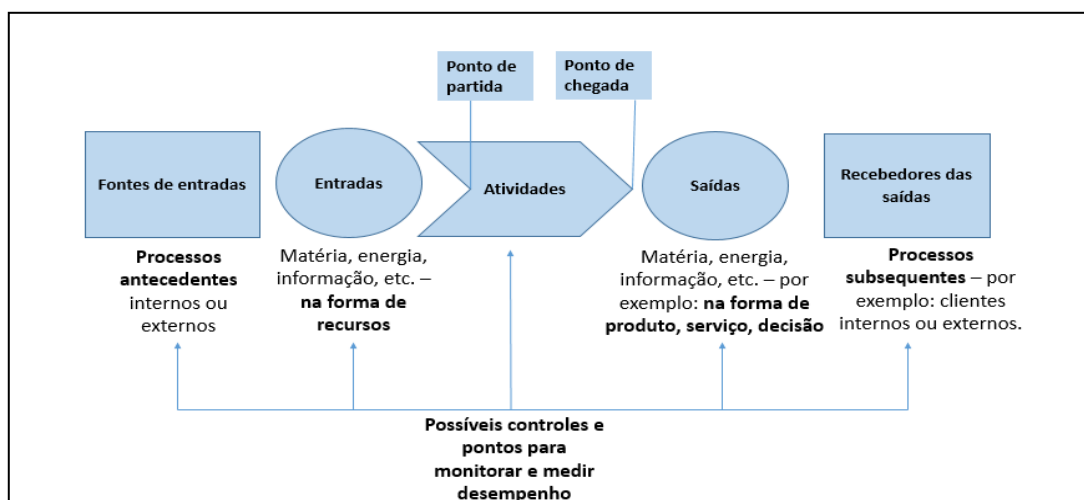 Ponto de
partida
Ponto de
chegada
Fontes de entradas
Entradas
Atividades
Saídas
Recebedores das
saídas
Processos
antecedentes
internos ou
externos
Matéria, energia,
informação, etc. –
na forma de
recursos
Matéria, energia,
informação, etc. – por
exemplo: na forma de
produto, serviço, decisão
Processos
subsequentes – por
exemplo: clientes
internos ou externos.
Possíveis controles e
pontos para
monitorar e medir
desempenho